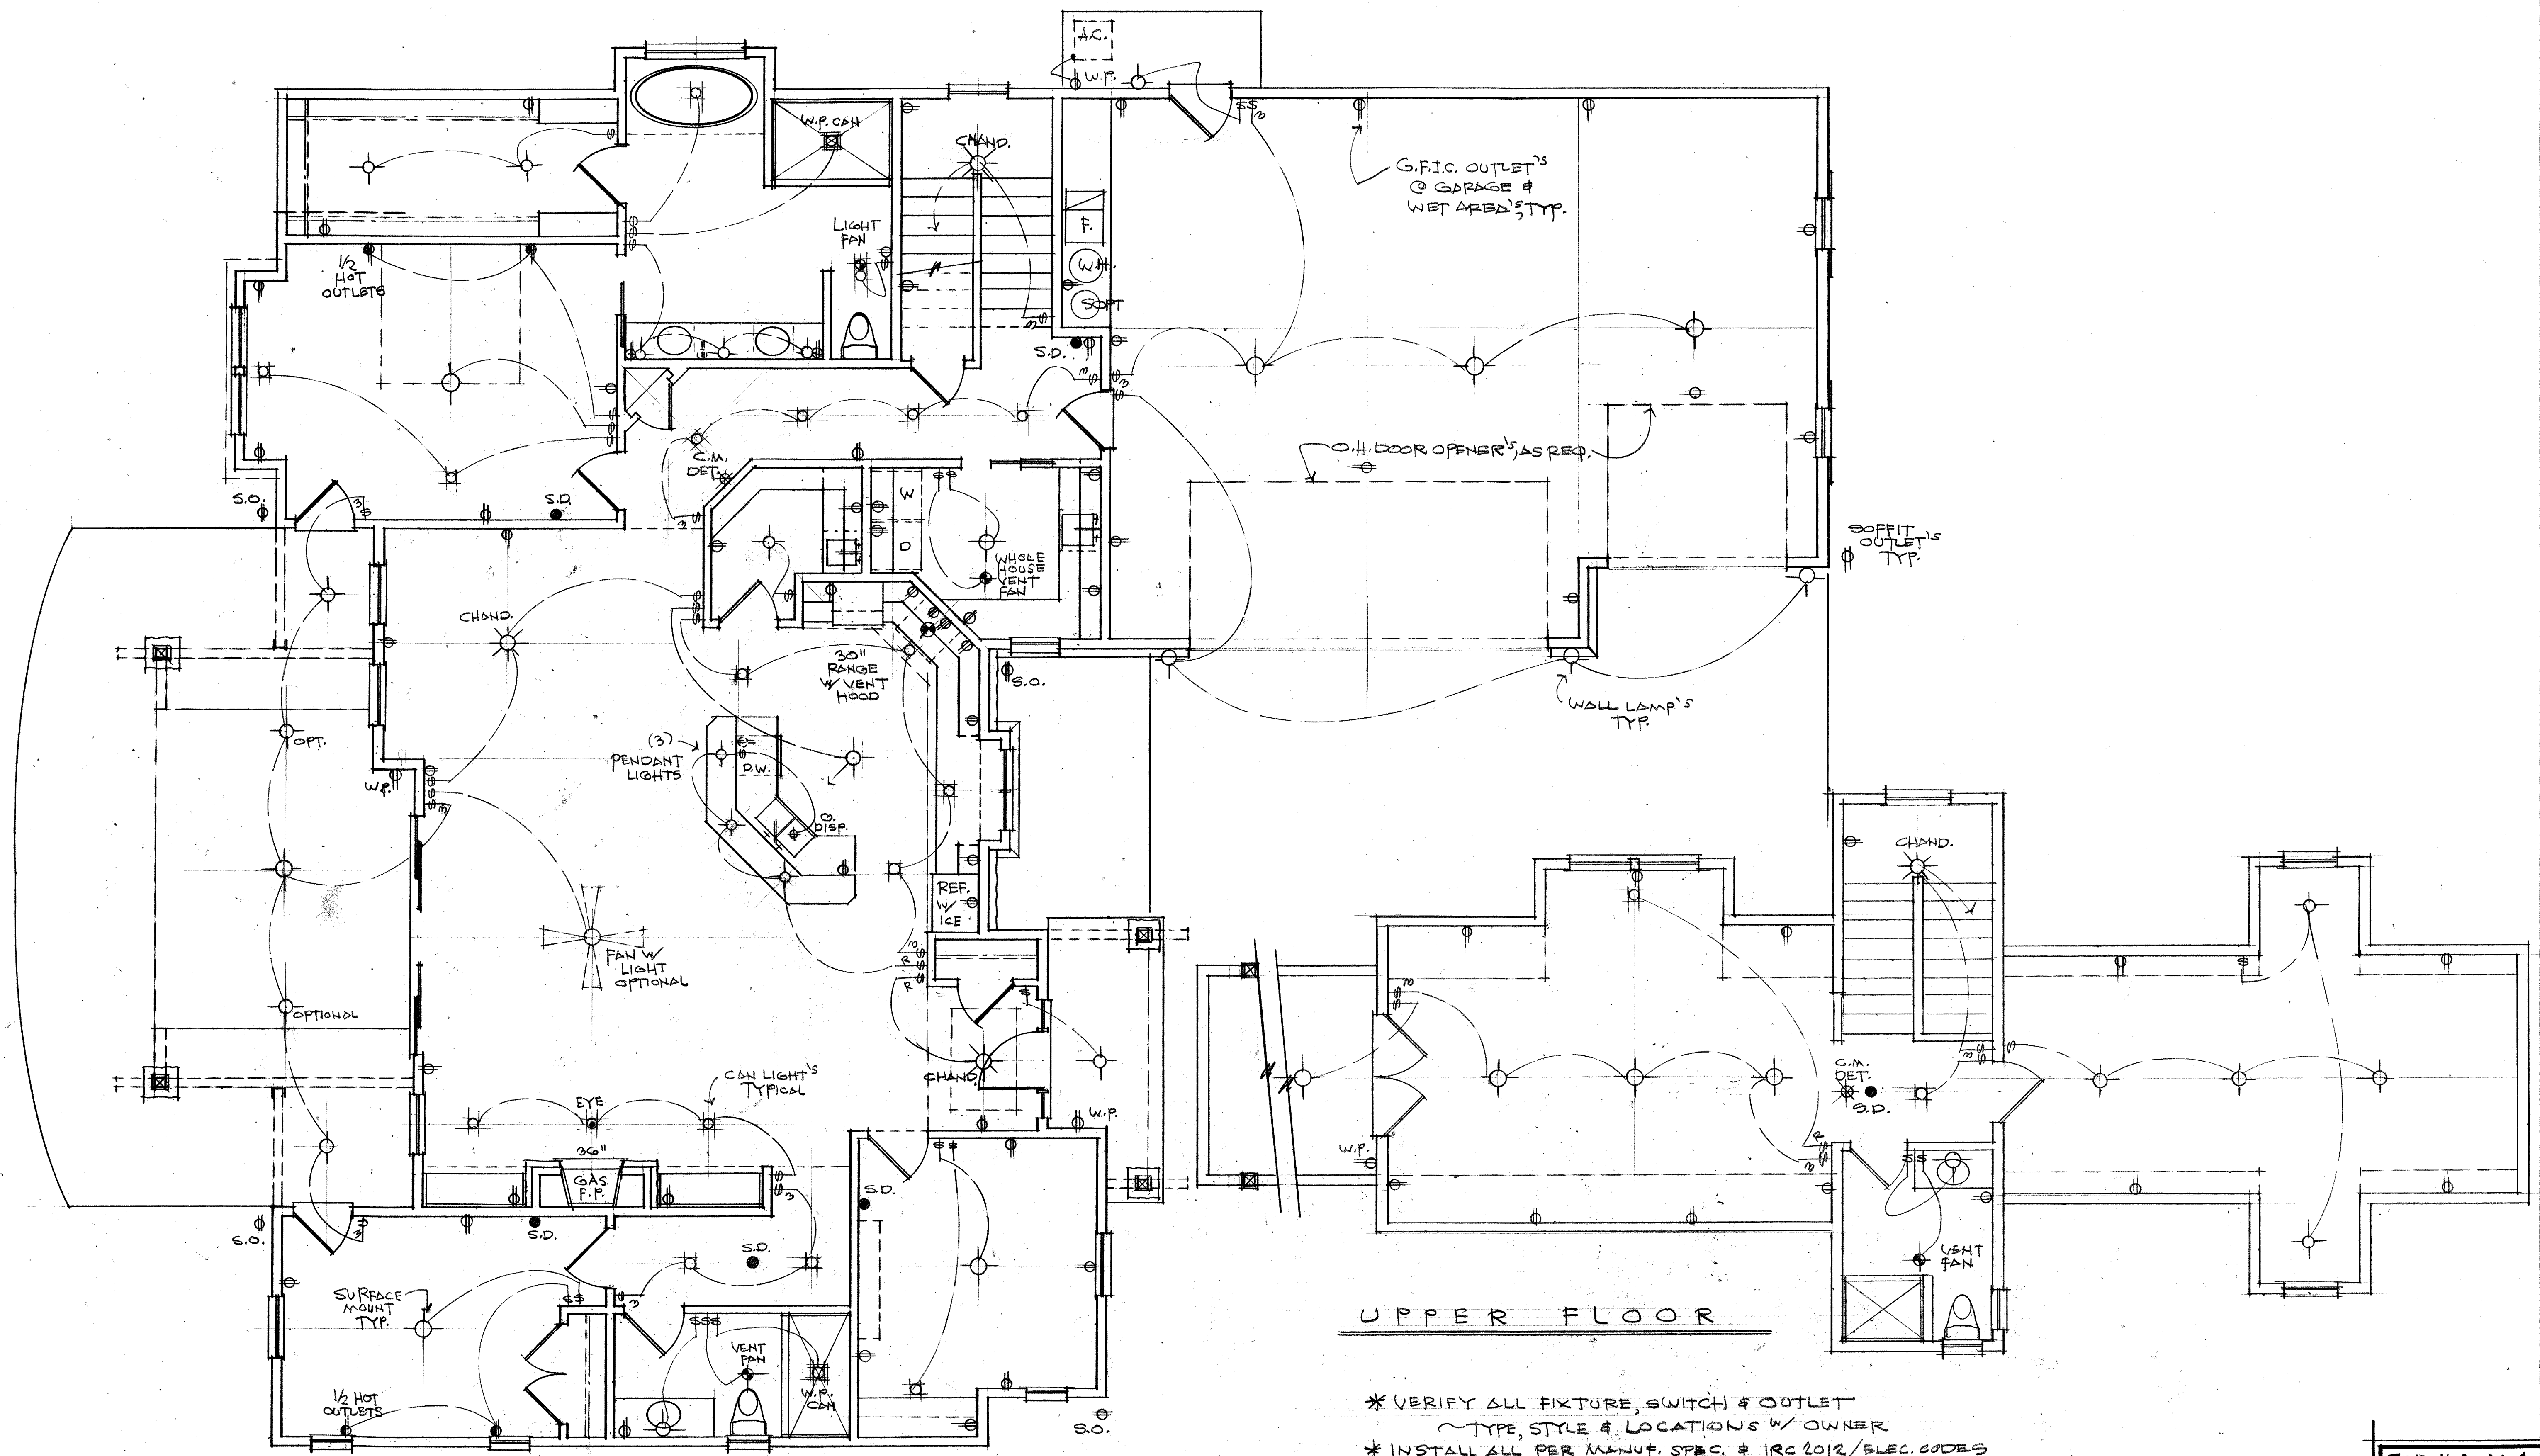 A.C.
W.P.
W.P. CAN
CHAND.
G.F.I.C. OUTLET'S
@ GARAGE &
WET AREA'S, TYP.
LIGHT
FAN
F.
W.H.
SOFT
1/2
HOT
OUTLETS
$$
3
S.D.
C.M.
DET.
O.H. DOOR OPENER'S, AS REQ.
S.O.
S.D.
3
$
W
D
$$
WHOLE
HOUSE
VENT
FAN
SOFFIT
OUTLET'S
TYP.
CHAND.
30"
RANGE
W/ VENT
HOOD
S.O.
WALL LAMP'S
TYP.
OPT.
(3)
PENDANT
LIGHTS
D.W.
W.P.
G.
DISP.
REF.
W/
ICE
FAN W/
LIGHT
OPTIONAL
OPTIONAL
CHAND.
CAN LIGHT'S
TYPICAL
EYE
W.P.
36"
GAS
F.P.
S.D.
S.O.
S.D.
S.D.
SURFACE
MOUNT
TYP.
$$
$$$
VENT
FAN
W.P.
CAN
1/2 HOT
OUTLETS
S.O.
CHAND.
C.M.
DET.
S.D.
W.P.
VENT
FAN
UPPER FLOOR
* VERIFY ALL FIXTURE, SWITCH & OUTLET
~TYPE, STYLE & LOCATIONS W/ OWNER
* INSTALL ALL PER MANUF. SPEC. & IRC 2012/ELEC. CODES